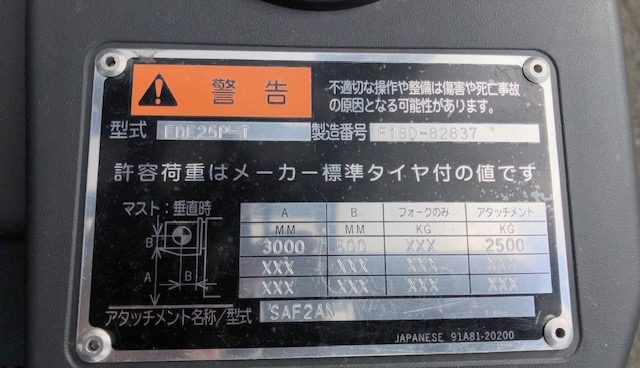 警告
不適切な操作や整備は傷害や死亡事故
の原因となる可能性があります。
型式 製造番号 F18D-82837
許容荷重はメーカー標準タイヤ付の値です
マスト:垂直時
A B フォークのみ アタッチメント
MM MM KG KG
3000 500 XXX 2500
XXX XXX XXX XXX
XXX XXX XXX XXX
B
A B
アタッチメント名称/型式 SAF2AN
JAPANESE 91A81-20200